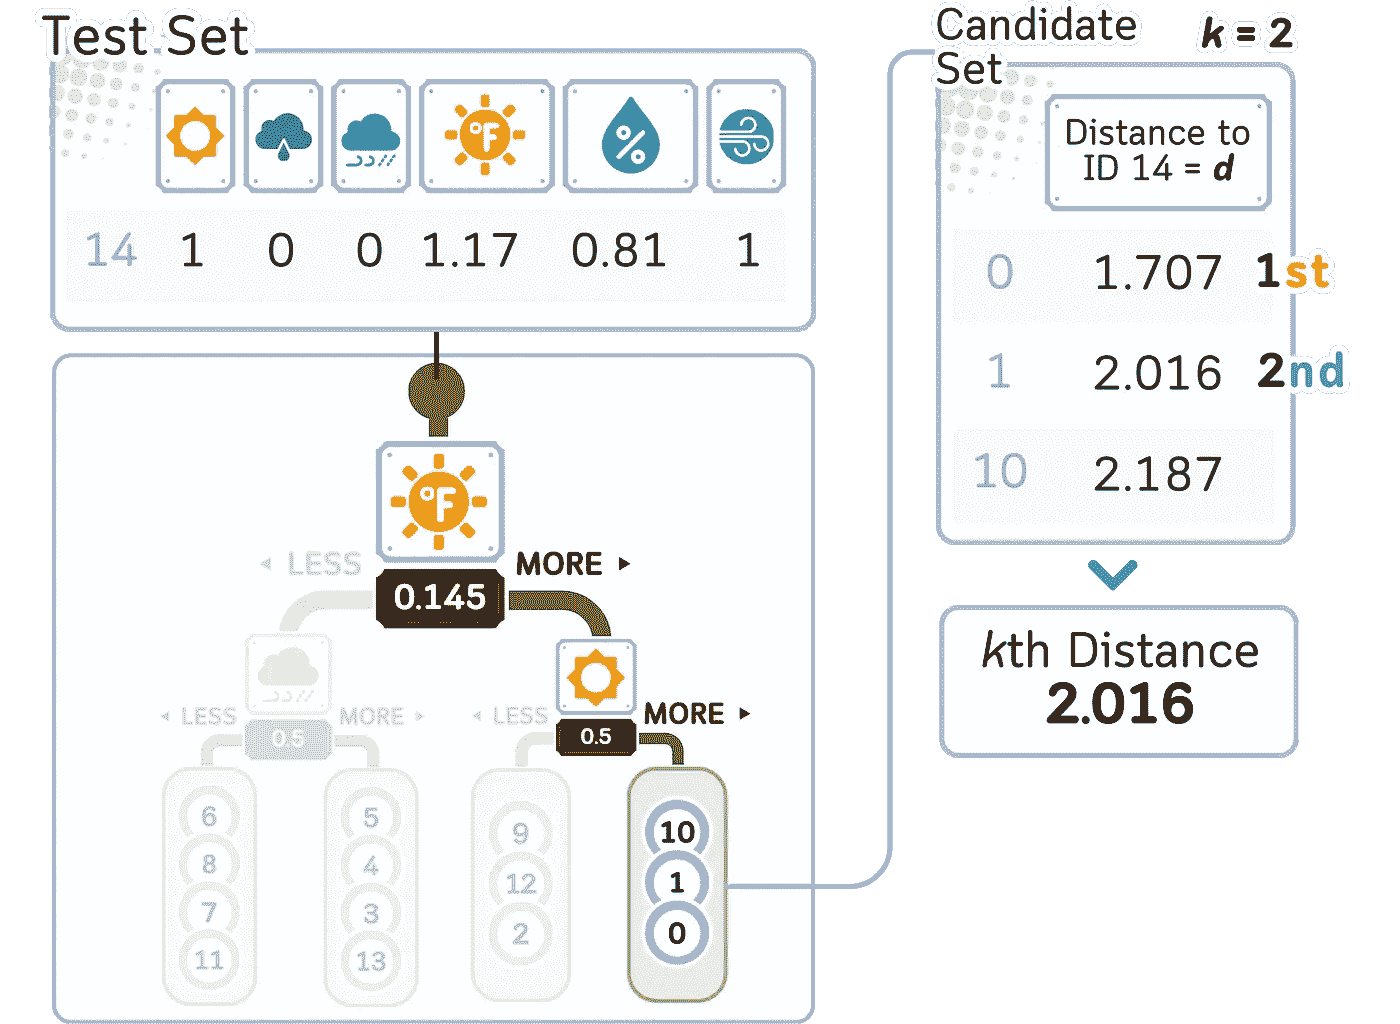 Test Set
°F
%
14 1 0 0 1.17 0.81 1
°F
◄ LESS MORE ►
0.145
◄ LESS MORE ►
0.5
◄ LESS MORE ►
0.5
6
8
7
11
5
4
3
13
9
12
2
10
1
0
Candidate
Set
k = 2
Distance to
ID 14 = d
0 1.707 1st
1 2.016 2nd
10 2.187
kth Distance
2.016